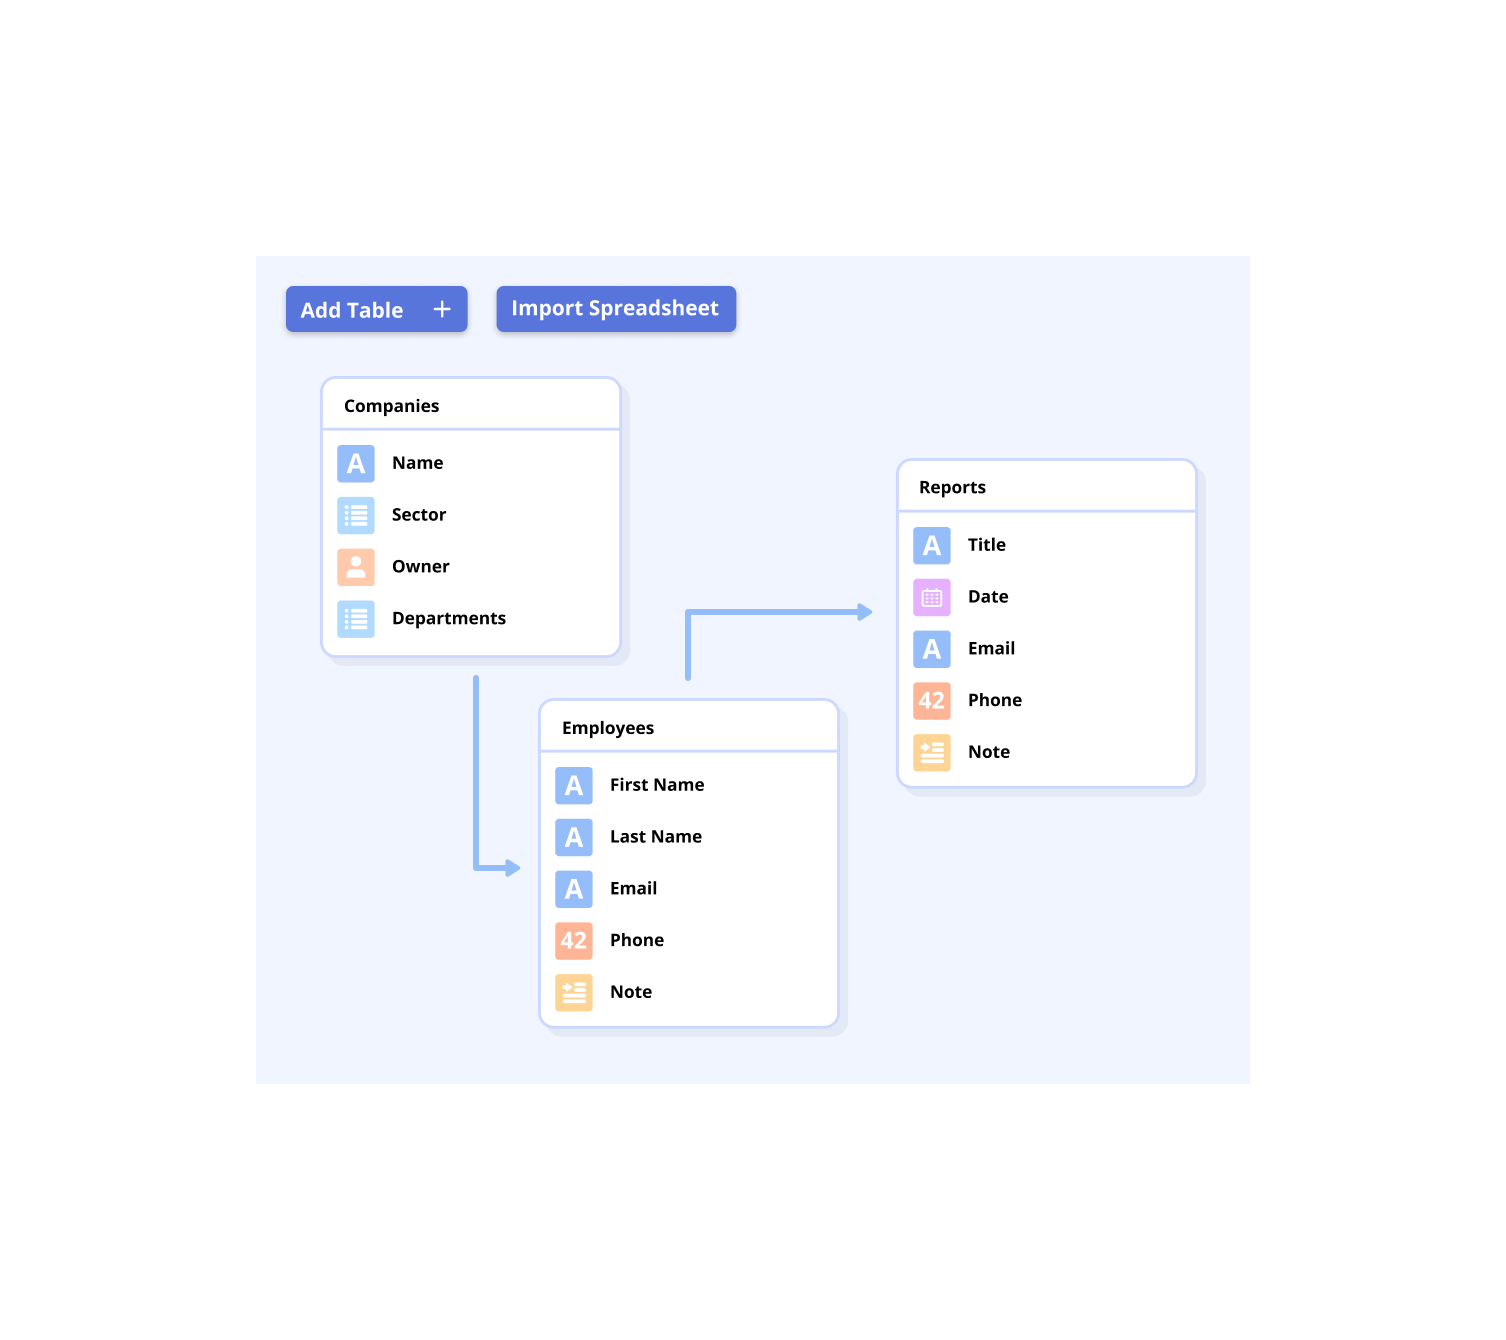 Add Table +
Import Spreadsheet
Companies
A Name
Sector
Owner
Departments
Reports
A Title
Date
A Email
42 Phone
Note
Employees
A First Name
A Last Name
A Email
42 Phone
Note